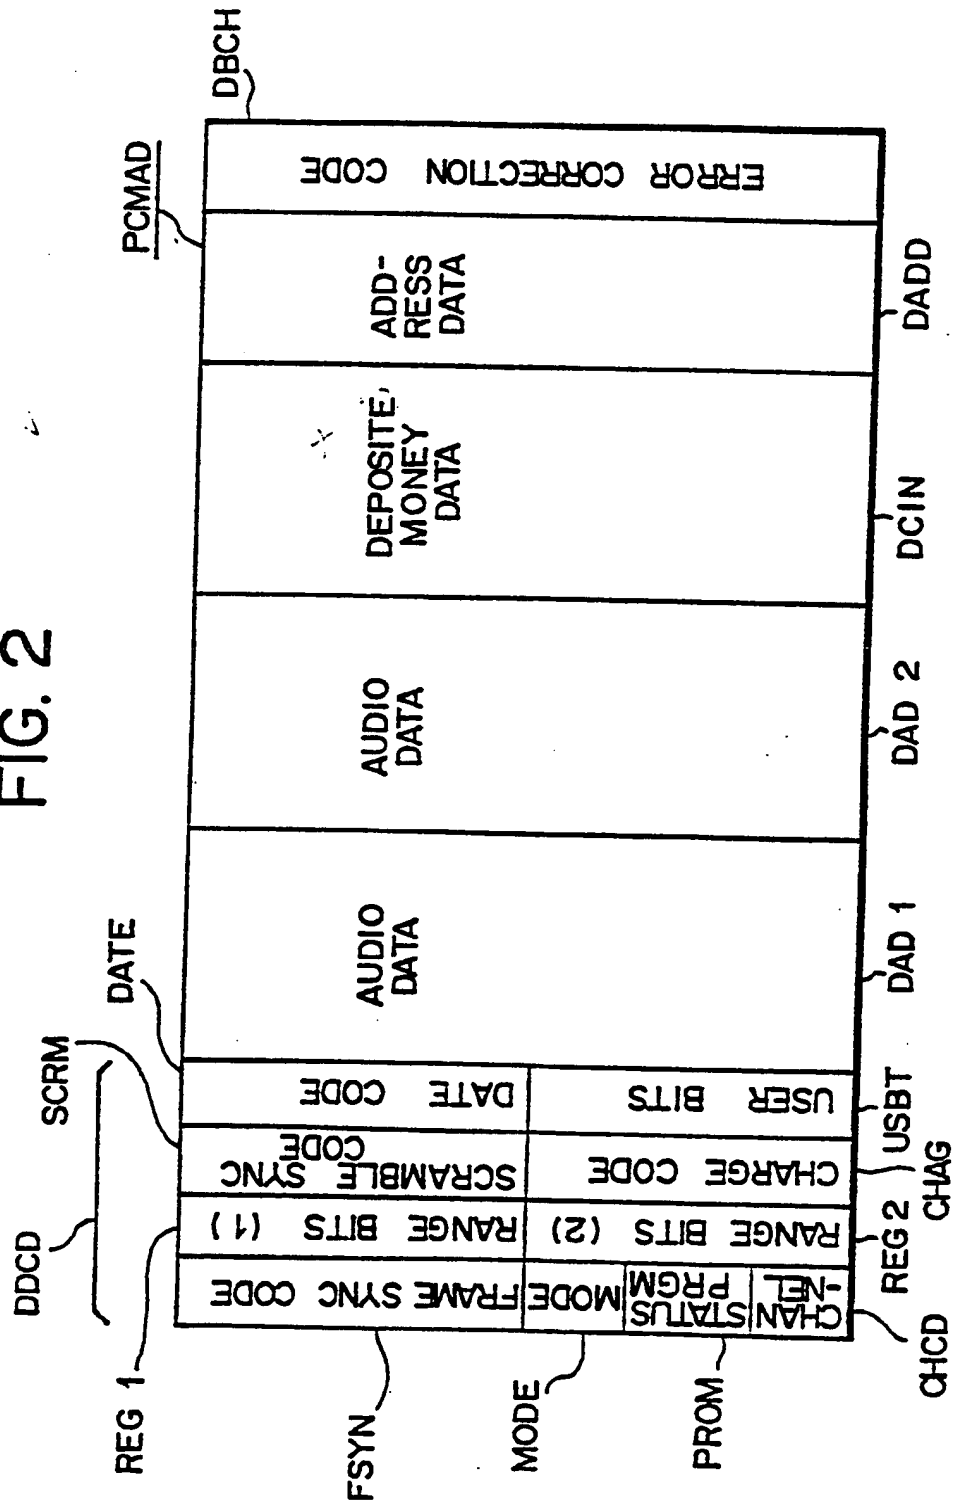 FIG. 2
DDCD
SCRM
DATE
PCMAD
DBCH
REG 1
FSYN
MODE
PROM
FRAME SYNC CODE
MODE
STATUS
PRGM
CHAN
-NEL
RANGE BITS (1)
RANGE BITS (2)
SCRAMBLE SYNC
CODE
CHARGE CODE
DATE CODE
USER BITS
AUDIO
DATA
AUDIO
DATA
DEPOSITE
MONEY
DATA
ADD-
RESS
DATA
ERROR CORRECTION CODE
CHCD
REG 2
CHAG
USBT
DAD 1
DAD 2
DCIN
DADD